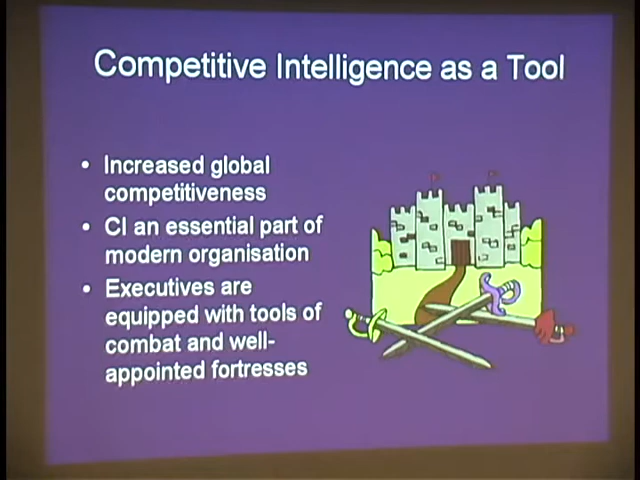 Competitive Intelligence as a Tool
• Increased global
competitiveness
• CI an essential part of
modern organisation
• Executives are
equipped with tools of
combat and well-
appointed fortresses